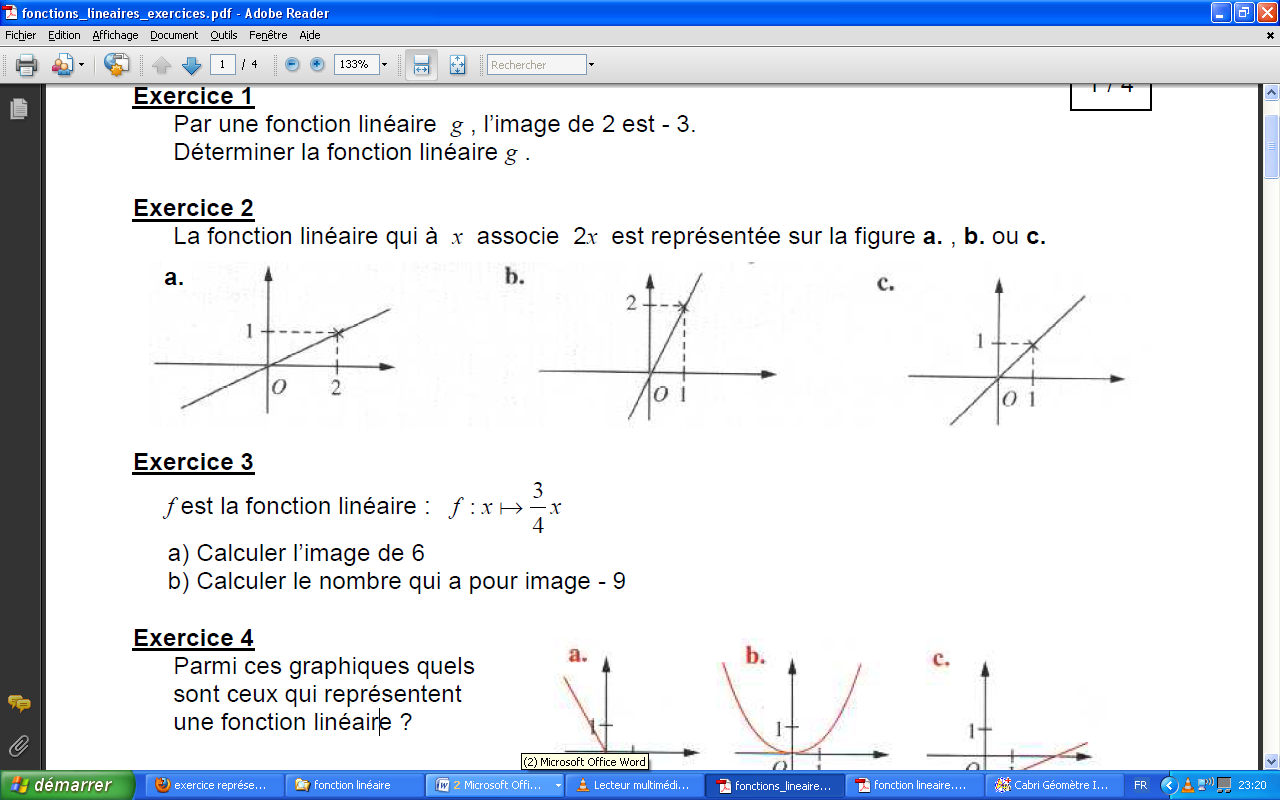 fonctions_lineaires_exercices.pdf - Adobe Reader
Fichier Edition Affichage Document Outils Fenêtre Aide
1 / 4 133% Rechercher
1 / 4
Exercice 1
Par une fonction linéaire g , l’image de 2 est - 3.
Déterminer la fonction linéaire g .
Exercice 2
La fonction linéaire qui à x associe 2x est représentée sur la figure a. , b. ou c.
a. b. c.
1 O 2
2 O 1
1 O 1
Exercice 3
f est la fonction linéaire : f : x ↦ 3/4 x
a) Calculer l’image de 6
b) Calculer le nombre qui a pour image - 9
Exercice 4
Parmi ces graphiques quels
sont ceux qui représentent
une fonction linéaire ?
a. b. c.
1 1 1
(2) Microsoft Office Word
démarrer exercice représe... fonction linéaire 2 Microsoft Offi... Lecteur multimédi... fonctions_lineaire... fonction lineaire.... Cabri Géomètre I... FR 23:20